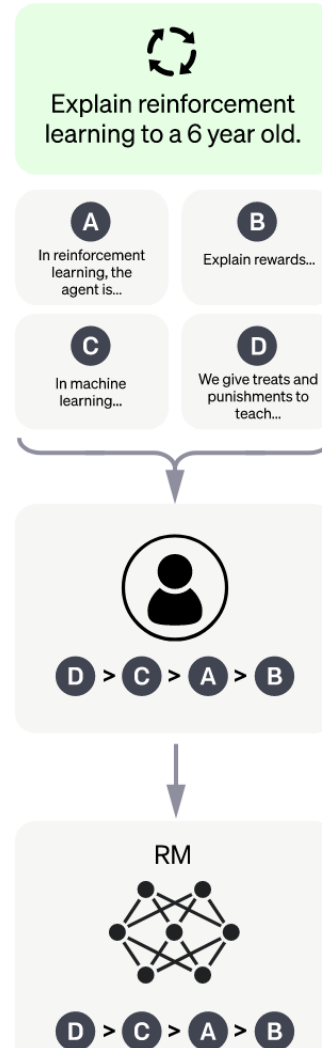 Explain reinforcement
learning to a 6 year old.
A
In reinforcement
learning, the
agent is...
B
Explain rewards...
C
In machine
learning...
D
We give treats and
punishments to
teach...
D > C > A > B
RM
D > C > A > B